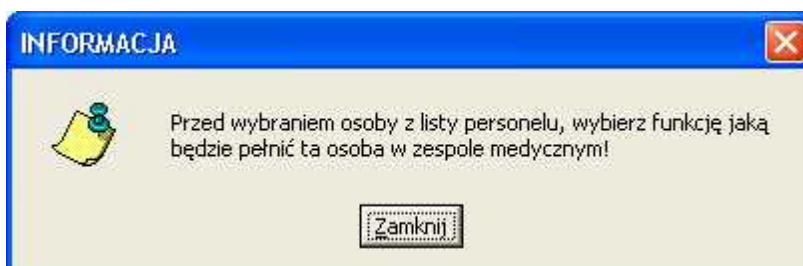 INFORMACJA
Przed wybraniem osoby z listy personelu, wybierz funkcję jaką
będzie pełnić ta osoba w zespole medycznym!
Zamknij